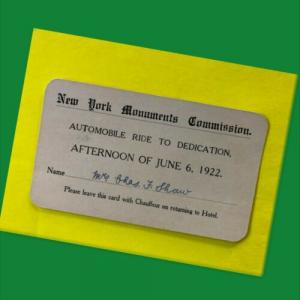 New York Monuments Commission.
AUTOMOBILE RIDE TO DEDICATION,
AFTERNOON OF JUNE 6, 1922.
Name Mrs Chas. F. Shaw
Please leave this card with Chauffeur on returning to Hotel.